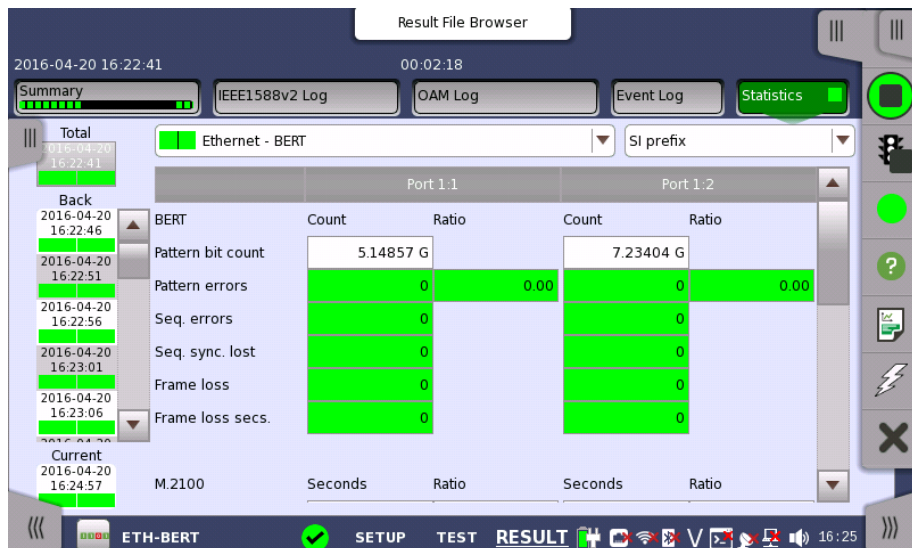 Result File Browser
2016-04-20 16:22:41 00:02:18
Summary IEEE1588v2 Log OAM Log Event Log Statistics
Total
2016-04-20
16:22:41
Ethernet - BERT SI prefix
Port 1:1 Port 1:2
Back
2016-04-20
16:22:46
2016-04-20
16:22:51
2016-04-20
16:22:56
2016-04-20
16:23:01
2016-04-20
16:23:06
2016-04-20
Current
2016-04-20
16:24:57
BERT Count Ratio Count Ratio
Pattern bit count 5.14857 G 7.23404 G
Pattern errors 0 0.00 0 0.00
Seq. errors 0 0
Seq. sync. lost 0 0
Frame loss 0 0
Frame loss secs. 0 0
M.2100 Seconds Ratio Seconds Ratio
ETH-BERT SETUP TEST RESULT V 16:25